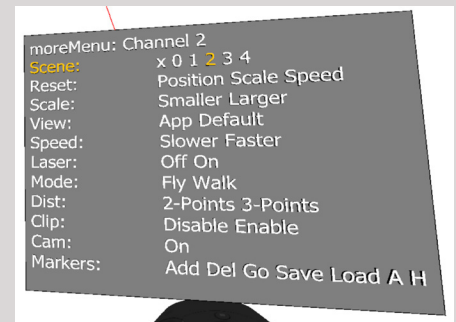 moreMenu: Channel 2
Scene: x 0 1 2 3 4
Reset: Position Scale Speed
Scale: Smaller Larger
View: App Default
Speed: Slower Faster
Laser: Off On
Mode: Fly Walk
Dist: 2-Points 3-Points
Clip: Disable Enable
Cam: On
Markers: Add Del Go Save Load A H